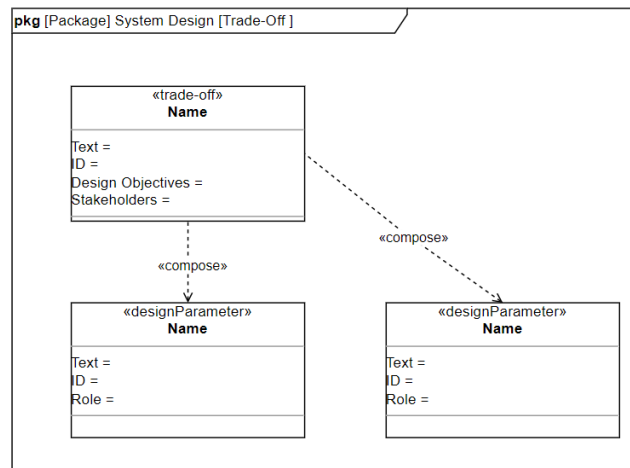 pkg [Package] System Design [Trade-Off ]
«trade-off»
Name
Text =
ID =
Design Objectives =
Stakeholders =
«compose»
«compose»
«designParameter»
Name
Text =
ID =
Role =
«designParameter»
Name
Text =
ID =
Role =